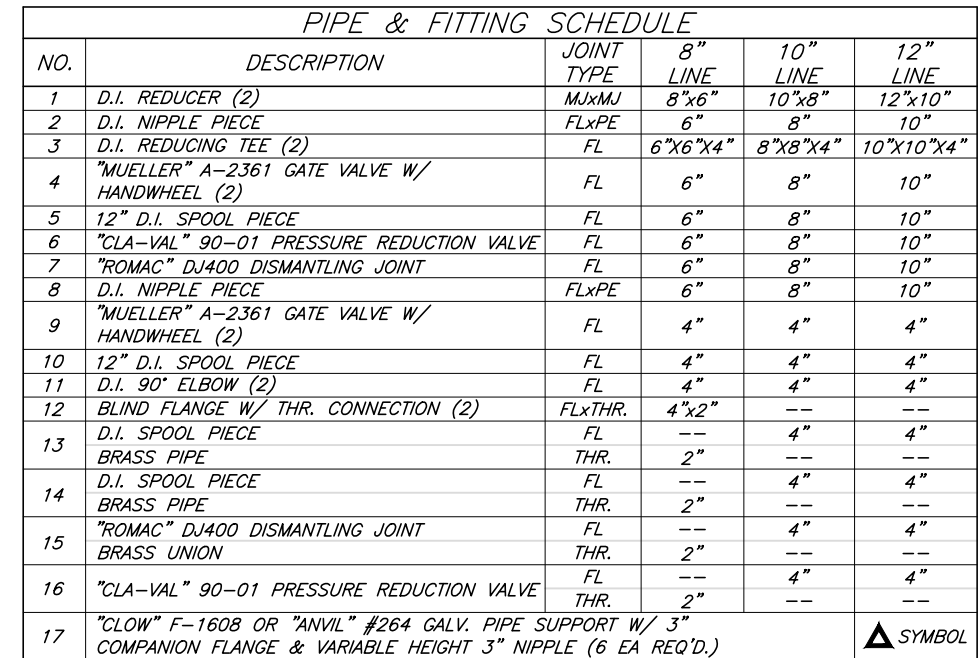 PIPE & FITTING SCHEDULE
NO. DESCRIPTION JOINT TYPE 8" LINE 10" LINE 12" LINE
1 D.I. REDUCER (2) MJxMJ 8"x6" 10"x8" 12"x10"
2 D.I. NIPPLE PIECE FLxPE 6" 8" 10"
3 D.I. REDUCING TEE (2) FL 6"X6"X4" 8"X8"X4" 10"X10"X4"
4 "MUELLER" A-2361 GATE VALVE W/
HANDWHEEL (2) FL 6" 8" 10"
5 12" D.I. SPOOL PIECE FL 6" 8" 10"
6 "CLA-VAL" 90-01 PRESSURE REDUCTION VALVE FL 6" 8" 10"
7 "ROMAC" DJ400 DISMANTLING JOINT FL 6" 8" 10"
8 D.I. NIPPLE PIECE FLxPE 6" 8" 10"
9 "MUELLER" A-2361 GATE VALVE W/
HANDWHEEL (2) FL 4" 4" 4"
10 12" D.I. SPOOL PIECE FL 4" 4" 4"
11 D.I. 90° ELBOW (2) FL 4" 4" 4"
12 BLIND FLANGE W/ THR. CONNECTION (2) FLxTHR. 4"x2" -- --
13 D.I. SPOOL PIECE FL -- 4" 4"
BRASS PIPE THR. 2" -- --
14 D.I. SPOOL PIECE FL -- 4" 4"
BRASS PIPE THR. 2" -- --
15 "ROMAC" DJ400 DISMANTLING JOINT FL -- 4" 4"
BRASS UNION THR. 2" -- --
16 "CLA-VAL" 90-01 PRESSURE REDUCTION VALVE FL -- 4" 4"
THR. 2" -- --
17 "CLOW" F-1608 OR "ANVIL" #264 GALV. PIPE SUPPORT W/ 3"
COMPANION FLANGE & VARIABLE HEIGHT 3" NIPPLE (6 EA REQ'D.) SYMBOL